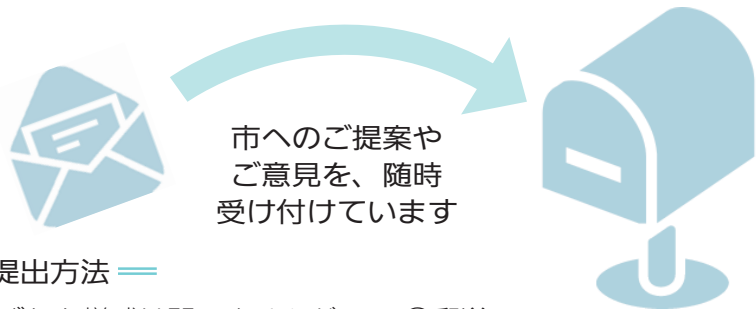 市へのご提案や
ご意見を、随時
受け付けています
提出方法